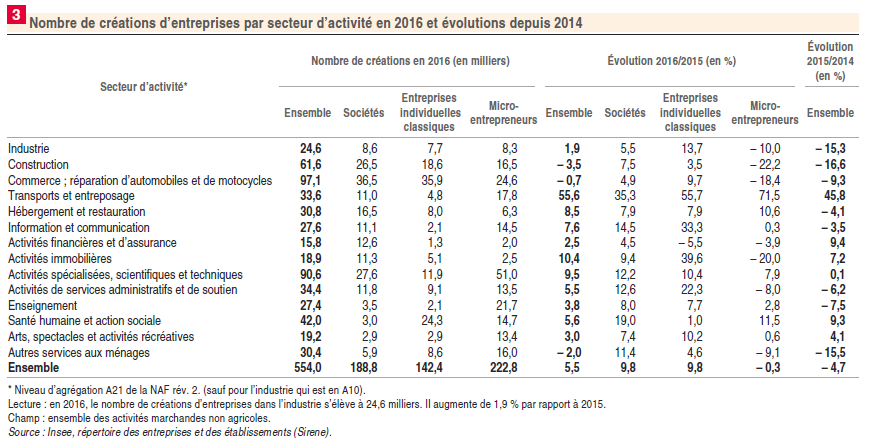 3 Nombre de créations d'entreprises par secteur d'activité en 2016 et évolutions depuis 2014
Secteur d'activité* Nombre de créations en 2016 (en milliers) Évolution 2016/2015 (en %) Évolution 2015/2014 (en %)
Ensemble Sociétés Entreprises individuelles classiques Micro-entrepreneurs Ensemble Sociétés Entreprises individuelles classiques Micro-entrepreneurs Ensemble
Industrie 24,6 8,6 7,7 8,3 1,9 5,5 13,7 – 10,0 – 15,3
Construction 61,6 26,5 18,6 16,5 – 3,5 7,5 3,5 – 22,2 – 16,6
Commerce ; réparation d'automobiles et de motocycles 97,1 36,5 35,9 24,6 – 0,7 4,9 9,7 – 18,4 – 9,3
Transports et entreposage 33,6 11,0 4,8 17,8 55,6 35,3 55,7 71,5 45,8
Hébergement et restauration 30,8 16,5 8,0 6,3 8,5 7,9 7,9 10,6 – 4,1
Information et communication 27,6 11,1 2,1 14,5 7,6 14,5 33,3 0,3 – 3,5
Activités financières et d'assurance 15,8 12,6 1,3 2,0 2,5 4,5 – 5,5 – 3,9 9,4
Activités immobilières 18,9 11,3 5,1 2,5 10,4 9,4 39,6 – 20,0 7,2
Activités spécialisées, scientifiques et techniques 90,6 27,6 11,9 51,0 9,5 12,2 10,4 7,9 0,1
Activités de services administratifs et de soutien 34,4 11,8 9,1 13,5 5,5 12,6 22,3 – 8,0 – 6,2
Enseignement 27,4 3,5 2,1 21,7 3,8 8,0 7,7 2,8 – 7,5
Santé humaine et action sociale 42,0 3,0 24,3 14,7 5,6 19,0 1,0 11,5 9,3
Arts, spectacles et activités récréatives 19,2 2,9 2,9 13,4 3,0 7,4 10,2 0,6 4,1
Autres services aux ménages 30,4 5,9 8,6 16,0 – 2,0 11,4 4,6 – 9,1 – 15,5
Ensemble 554,0 188,8 142,4 222,8 5,5 9,8 9,8 – 0,3 – 4,7
* Niveau d'agrégation A21 de la NAF rév. 2. (sauf pour l'industrie qui est en A10).
Lecture : en 2016, le nombre de créations d'entreprises dans l'industrie s'élève à 24,6 milliers. Il augmente de 1,9 % par rapport à 2015.
Champ : ensemble des activités marchandes non agricoles.
Source : Insee, répertoire des entreprises et des établissements (Sirene).